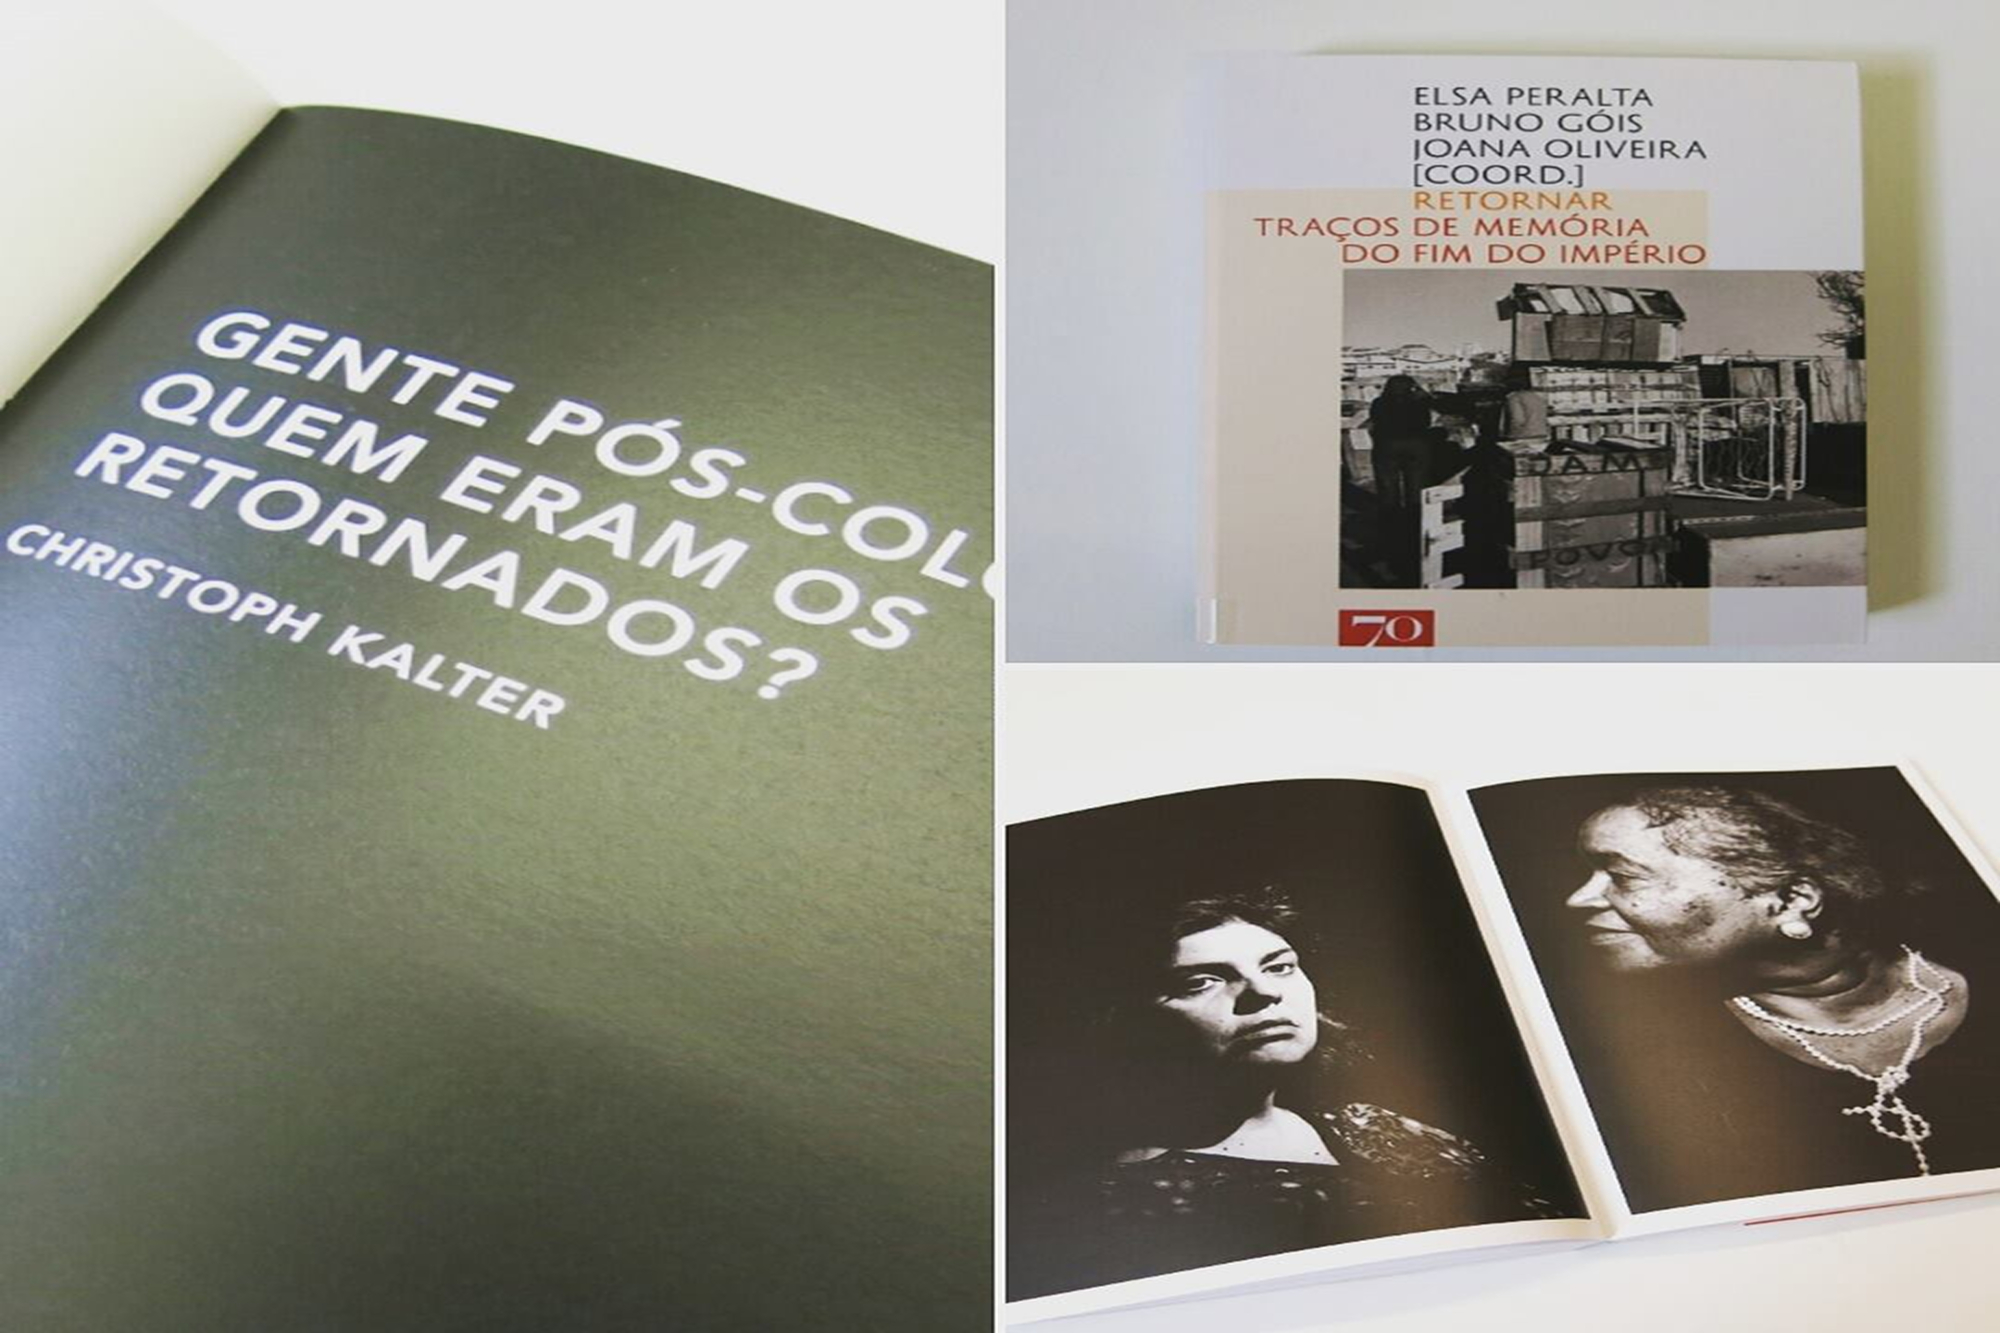 GENTE PÓS-COL
QUEM ERAM OS
RETORNADOS?
CHRISTOPH KALTER
ELSA PERALTA
BRUNO GÓIS
JOANA OLIVEIRA
[COORD.]
RETORNAR
TRAÇOS DE MEMÓRIA
DO FIM DO IMPÉRIO
70